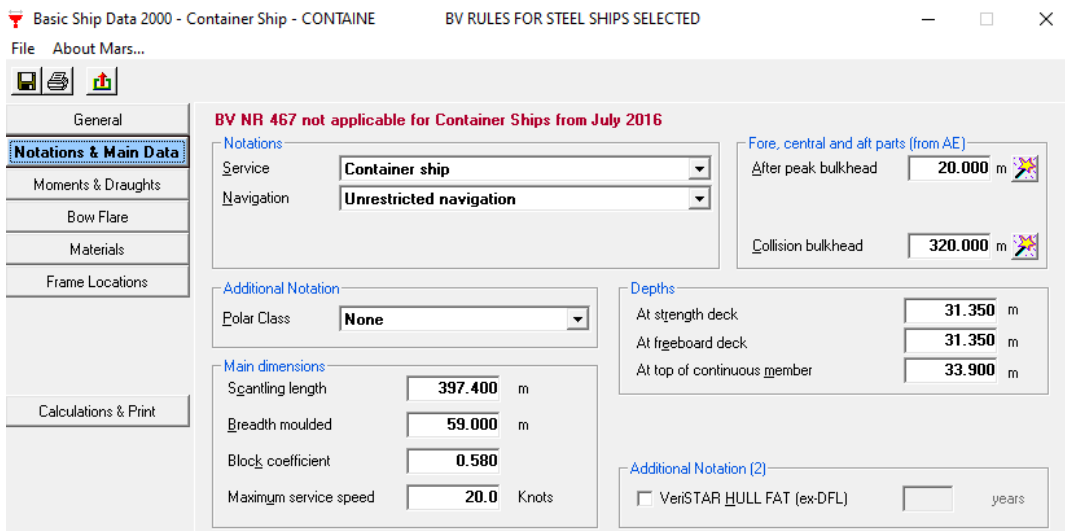 Basic Ship Data 2000 - Container Ship - CONTAINE BV RULES FOR STEEL SHIPS SELECTED
File About Mars...
General
Notations & Main Data
Moments & Draughts
Bow Flare
Materials
Frame Locations
Calculations & Print
BV NR 467 not applicable for Container Ships from July 2016
Notations
Service Container ship
Navigation Unrestricted navigation
Fore, central and aft parts (from AE)
After peak bulkhead 20.000 m
Collision bulkhead 320.000 m
Additional Notation
Polar Class None
Depths
At strength deck 31.350 m
At freeboard deck 31.350 m
At top of continuous member 33.900 m
Main dimensions
Scantling length 397.400 m
Breadth moulded 59.000 m
Block coefficient 0.580
Maximum service speed 20.0 Knots
Additional Notation (2)
VeriSTAR HULL FAT (ex-DFL) years